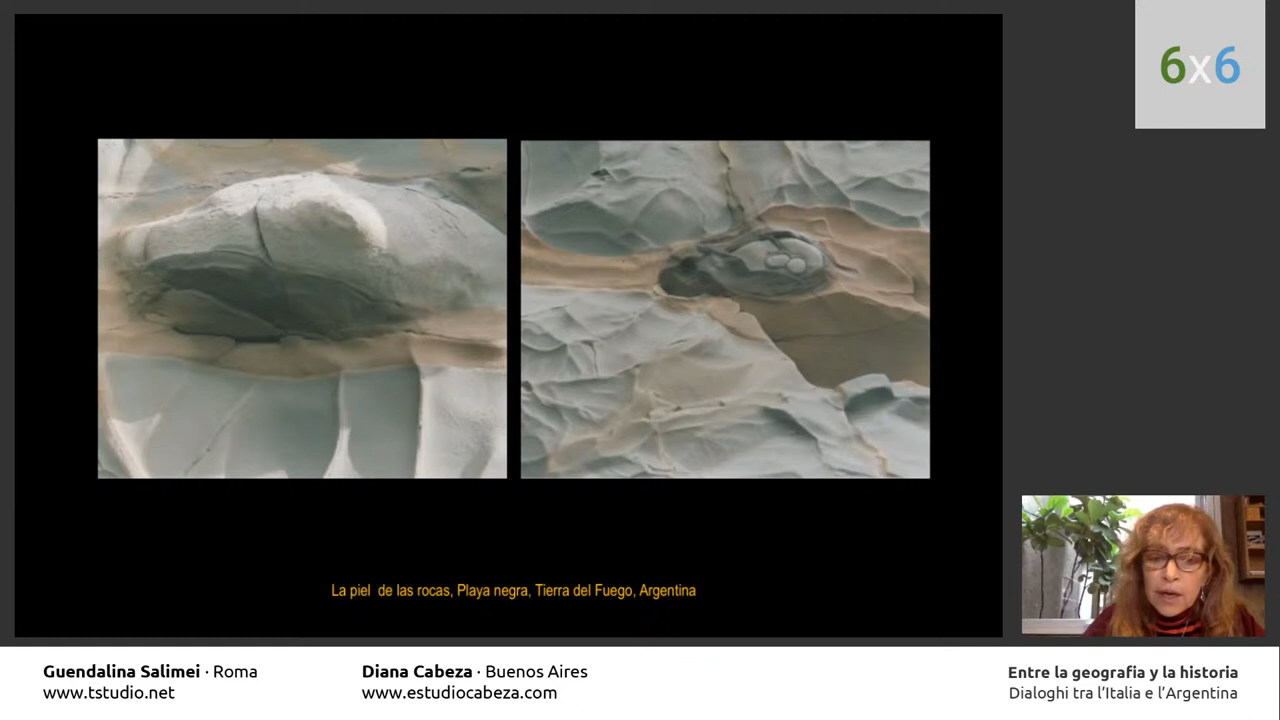 6x6
La piel de las rocas, Playa negra, Tierra del Fuego, Argentina
Guendalina Salimei · Roma
www.tstudio.net
Diana Cabeza · Buenos Aires
www.estudiocabeza.com
Entre la geografia y la historia
Dialoghi tra l'Italia e l'Argentina